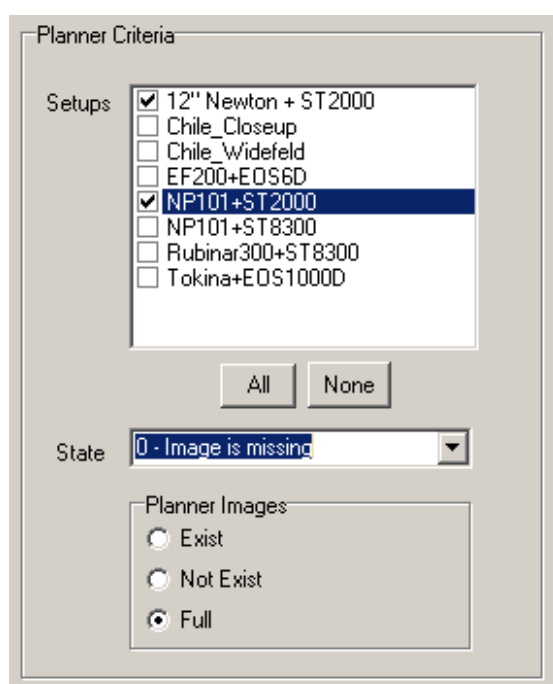 Planner Criteria
Setups
12" Newton + ST2000
Chile_Closeup
Chile_Widefeld
EF200+EOS6D
NP101+ST2000
NP101+ST8300
Rubinar300+ST8300
Tokina+EOS1000D
All None
State 0 - Image is missing
Planner Images
Exist
Not Exist
Full